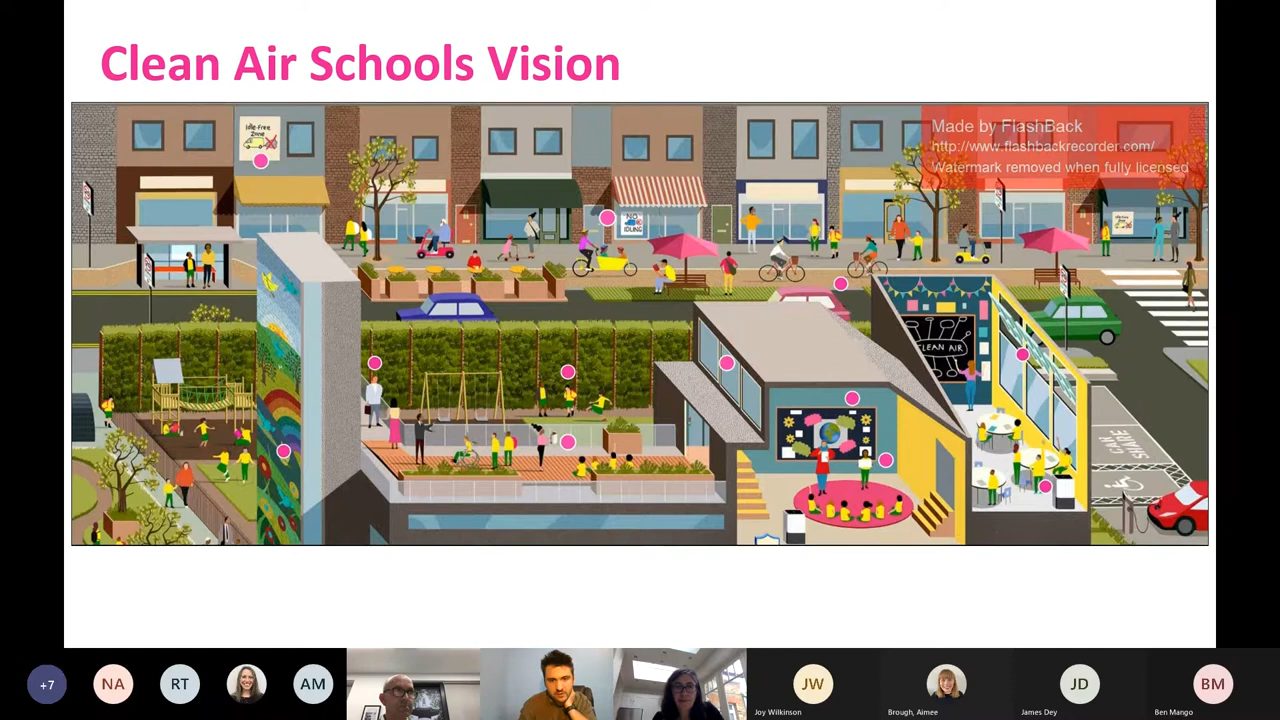 Clean Air Schools Vision
Idle-Free
Zone
Made by FlashBack
http://www.flashbackrecorder.com/
Watermark removed when fully licensed
NO
IDLING
CLEAN AIR
CAR
SHARE
+7
NA
RT
AM
JW
Joy Wilkinson
Brough, Aimee
JD
James Dey
BM
Ben Mango